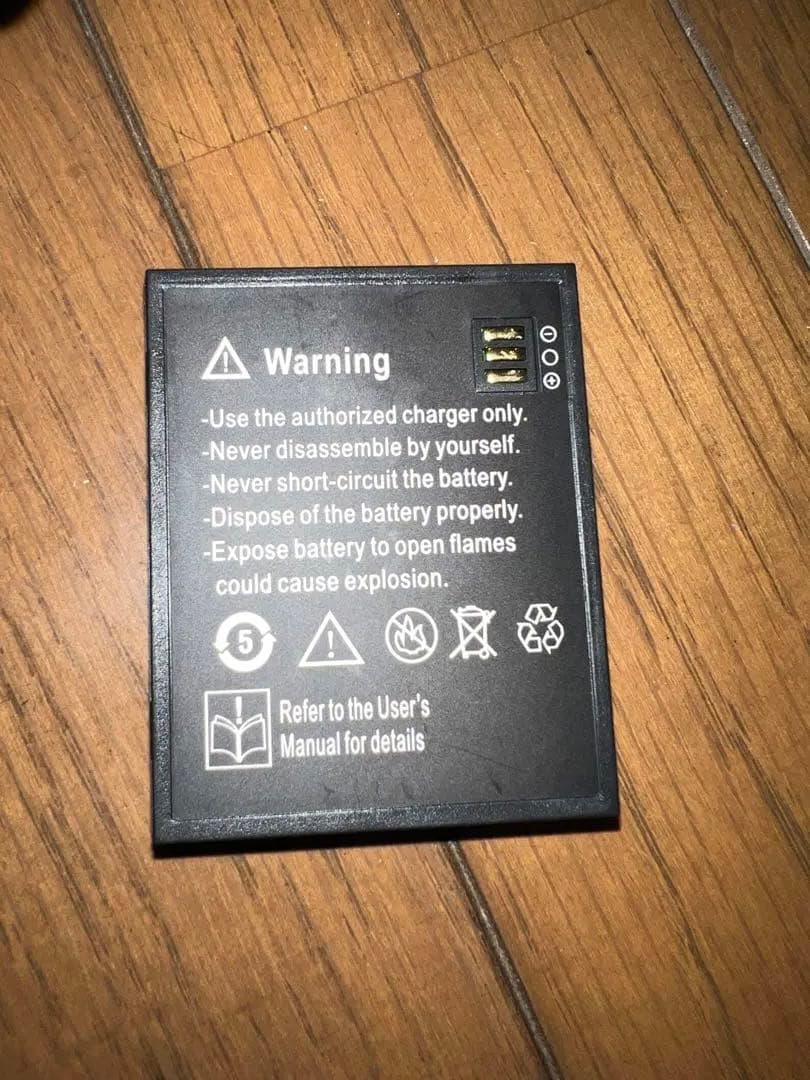 Warning
-Use the authorized charger only.
-Never disassemble by yourself.
-Never short-circuit the battery.
-Dispose of the battery properly.
-Expose battery to open flames
could cause explosion.
5
Refer to the User's
Manual for details